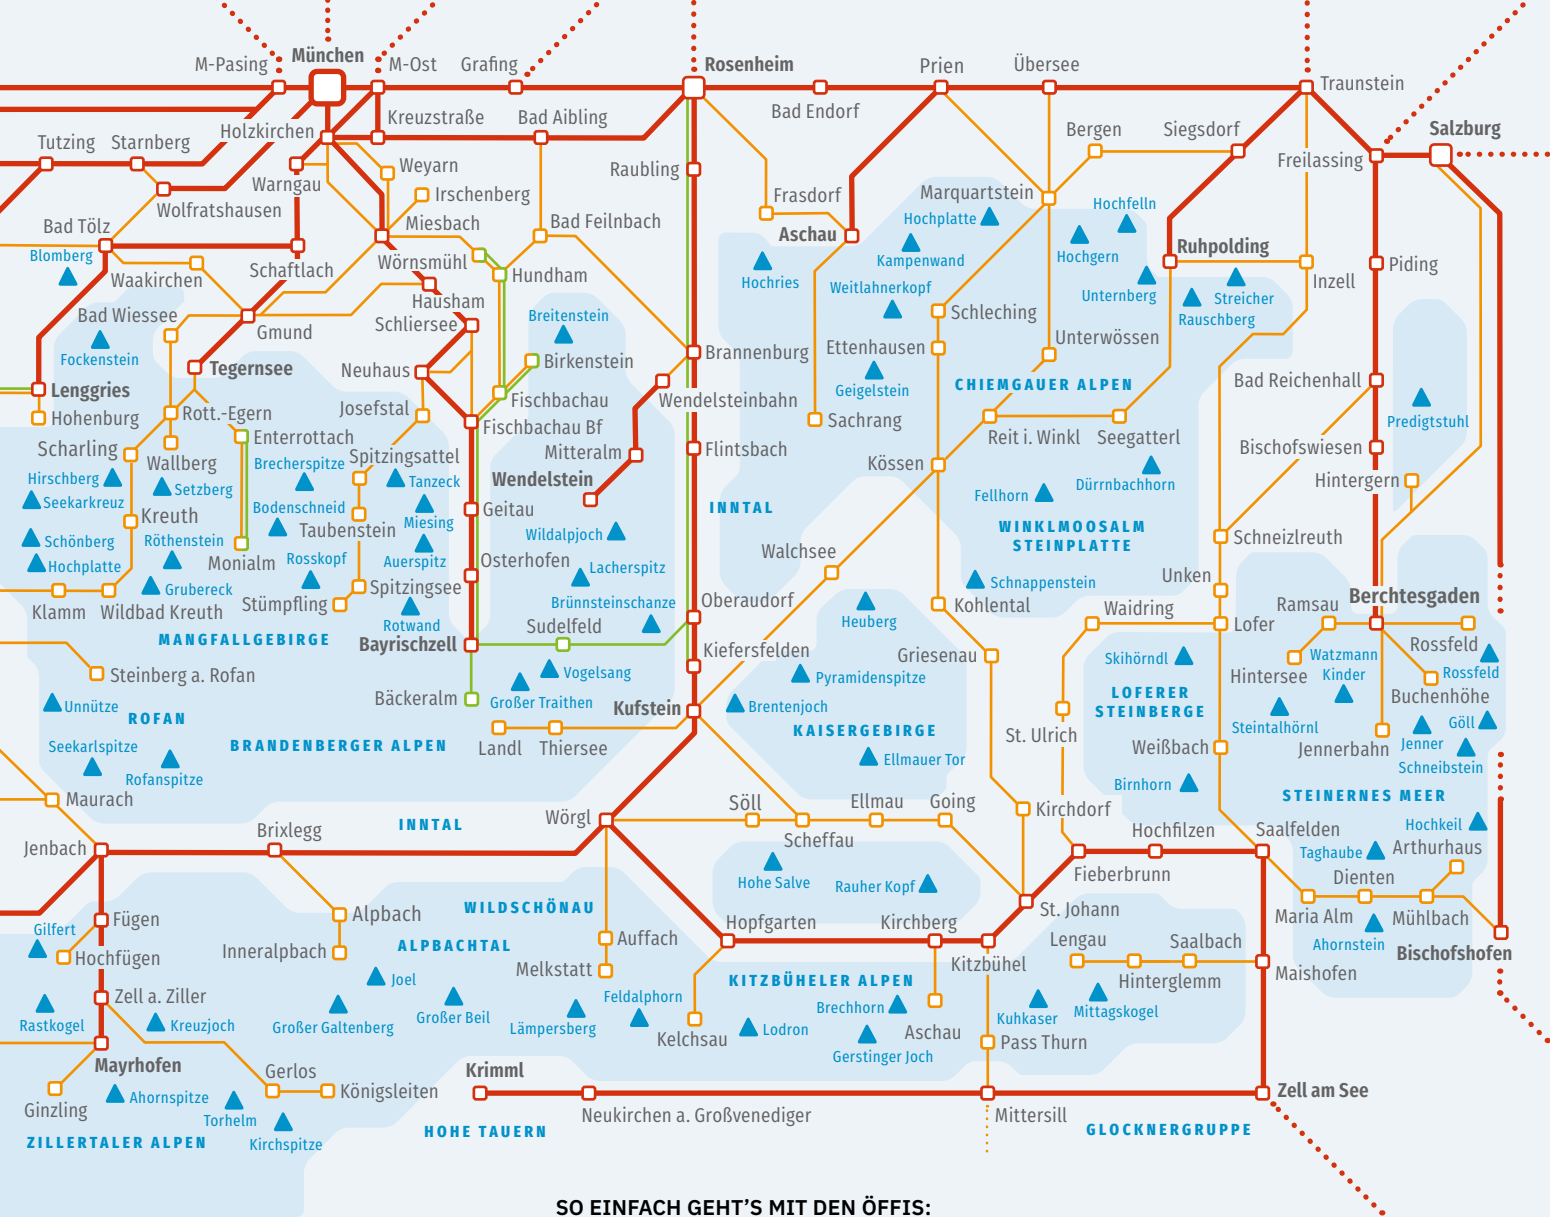 München
M-Pasing
M-Ost
Grafing
Rosenheim
Prien
Übersee
Traunstein
Bad Endorf
Kreuzstraße
Bad Aibling
Holzkirchen
Bergen
Siegsdorf
Salzburg
Tutzing
Starnberg
Freilassing
Weyarn
Raubling
Warngau
Irschenberg
Frasdorf
Marquartstein
Hochfelln
Wolfratshausen
Hochplatte
Bad Tölz
Miesbach
Bad Feilnbach
Aschau
Ruhpolding
Blomberg
Wörnsmühl
Kampenwand
Hochgern
Piding
Schaftlach
Hundham
Waakirchen
Hochries
Weitlahnerkopf
Unternberg
Streicher
Inzell
Hausham
Bad Wiessee
Breitenstein
Schleching
Rauschberg
Gmund
Schliersee
Unterwössen
Fockenstein
Ettenhausen
Birkenstein
Brannenburg
Tegernsee
Neuhaus
Geigelstein
CHIEMGAUER ALPEN
Bad Reichenhall
Lenggries
Fischbachau
Wendelsteinbahn
Predigtstuhl
Hohenburg
Rott.-Egern
Josefstal
Sachrang
Fischbachau Bf
Reit i. Winkl
Seegatterl
Enterrottach
Scharling
Wallberg
Spitzingsattel
Mitteralm
Flintsbach
Bischofswiesen
Brecherspitze
Kössen
Hirschberg
Setzberg
Tanzeck
Wendelstein
Dürrnbachhorn
Hintergern
Seekarkreuz
Bodenschneid
Fellhorn
INNTAL
Geitau
Kreuth
Miesing
WINKLMOOSALM
STEINPLATTE
Taubenstein
Wildalpjoch
Schönberg
Röthenstein
Schneizlreuth
Walchsee
Rosskopf
Auerspitz
Osterhofen
Monialm
Hochplatte
Lacherspitz
Unken
Schnappenstein
Grubereck
Spitzingsee
Berchtesgaden
Stümpfling
Brünnsteinschanze
Oberaudorf
Kohlental
Waidring
Ramsau
Klamm
Wildbad Kreuth
Rotwand
Sudelfeld
Heuberg
Lofer
MANGFALLGEBIRGE
Bayrischzell
Kiefersfelden
Griesenau
Skihörndl
Watzmann
Kinder
Rossfeld
Steinberg a. Rofan
Vogelsang
Pyramidenspitze
Hintersee
Rossfeld
Bäckeralm
Großer Traithen
LOFERER
STEINBERGE
Buchenhöhe
Unnütze
Kufstein
Brentenjoch
ROFAN
Steintalhörnl
Göll
KAISERGEBIRGE
St. Ulrich
Seekarlspitze
BRANDENBERGER ALPEN
Landl
Thiersee
Weißbach
Jennerbahn
Jenner
Ellmauer Tor
Schneibstein
Rofanspitze
Birnhorn
Maurach
STEINERNES MEER
Söll
Ellmau
Going
Kirchdorf
Wörgl
INNTAL
Brixlegg
Hochfilzen
Saalfelden
Hochkeil
Scheffau
Jenbach
Taghaube
Arthurhaus
Fieberbrunn
Hohe Salve
Rauher Kopf
Dienten
WILDSCHÖNAU
St. Johann
Fügen
Alpbach
Hopfgarten
Kirchberg
Maria Alm
Mühlbach
Gilfert
Auffach
Lengau
Saalbach
Ahornstein
ALPBACHTAL
Inneralpbach
Bischofshofen
Hochfügen
Kitzbühel
Melkstatt
Maishofen
Joel
KITZBÜHELER ALPEN
Hinterglemm
Zell a. Ziller
Feldalphorn
Brechhorn
Mittagskogel
Kreuzjoch
Rastkogel
Großer Galtenberg
Großer Beil
Lämpersberg
Kuhkaser
Lodron
Aschau
Kelchsau
Pass Thurn
Gerstinger Joch
Mayrhofen
Krimml
Gerlos
Königsleiten
Zell am See
Ahornspitze
Ginzling
Torhelm
Neukirchen a. Großvenediger
Mittersill
ZILLERTALER ALPEN
Kirchspitze
HOHE TAUERN
GLOCKNERGRUPPE
SO EINFACH GEHT'S MIT DEN ÖFFIS: